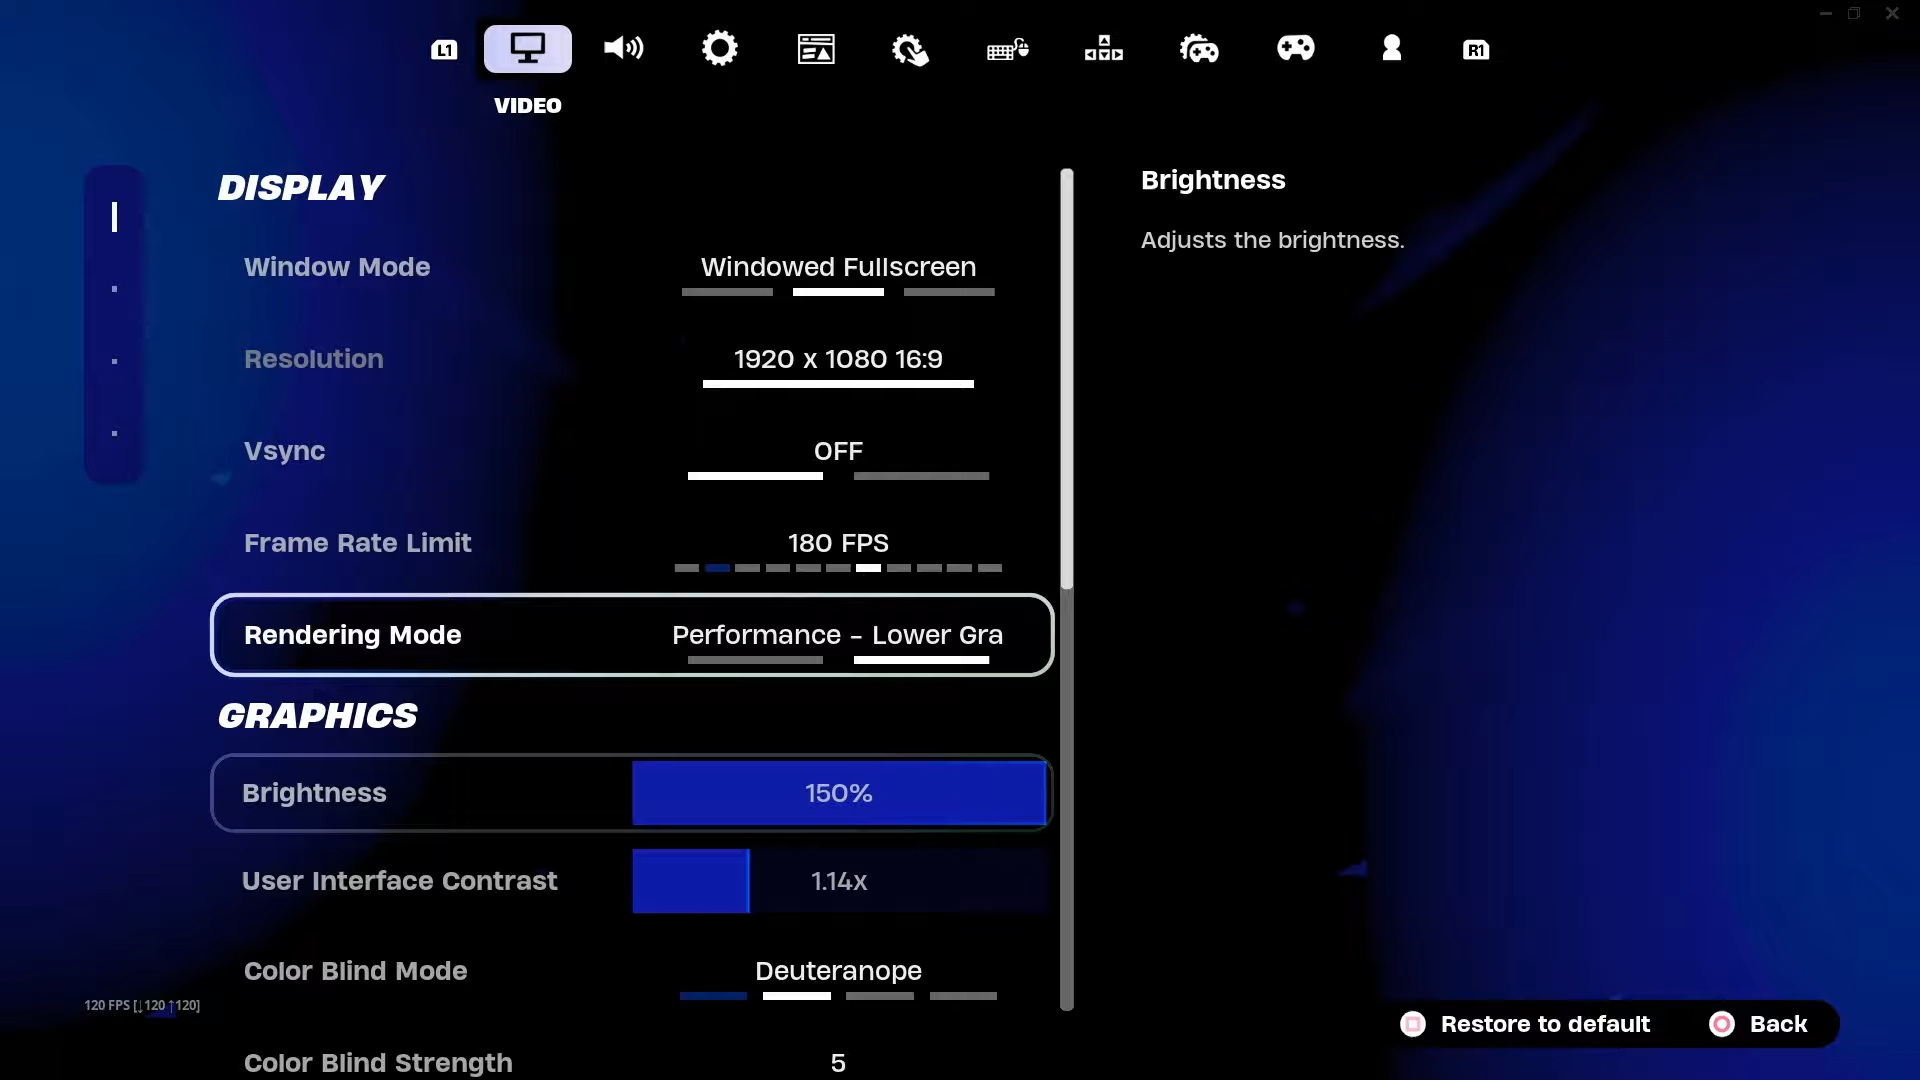 L1
R1
VIDEO
DISPLAY
Window Mode
Windowed Fullscreen
Resolution
1920 x 1080 16:9
Vsync
OFF
Frame Rate Limit
180 FPS
Rendering Mode
Performance - Lower Gra
GRAPHICS
Brightness
150%
User Interface Contrast
1.14x
Color Blind Mode
Deuteranope
Color Blind Strength
5
Brightness
Adjusts the brightness.
120 FPS [↓120 ↑120]
Restore to default
Back